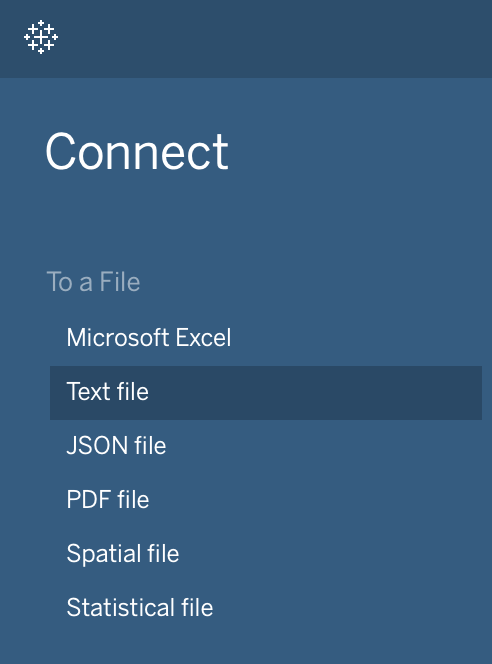 Connect
To a File
Microsoft Excel
Text file
JSON file
PDF file
Spatial file
Statistical file